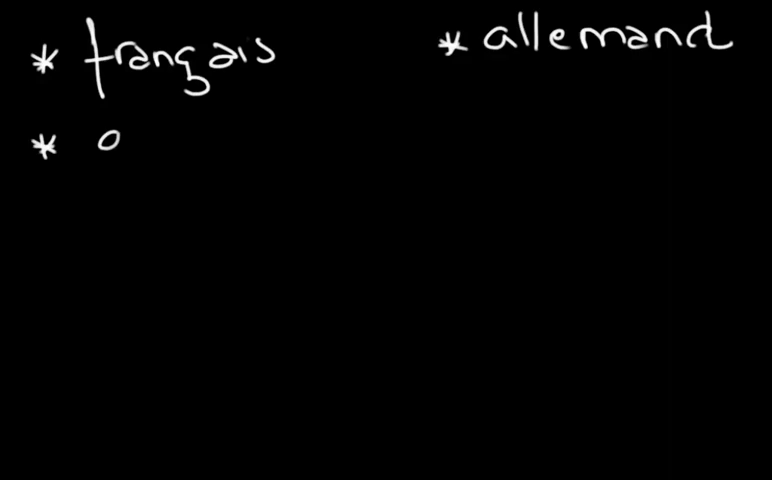 * français
* allemand
* o